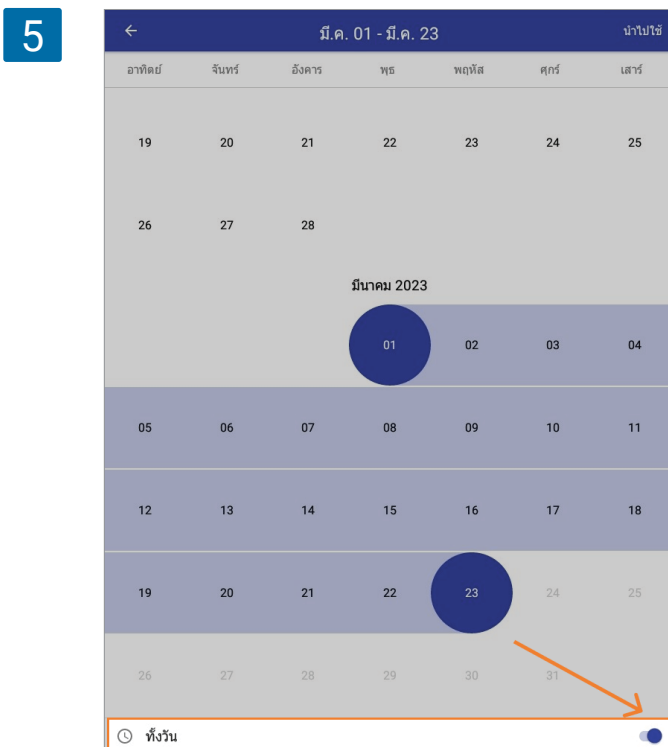 5
มี.ค. 01 - มี.ค. 23 นำไปใช้
อาทิตย์ จันทร์ อังคาร พุธ พฤหัส ศุกร์ เสาร์
19 20 21 22 23 24 25
26 27 28
มีนาคม 2023
01 02 03 04
05 06 07 08 09 10 11
12 13 14 15 16 17 18
19 20 21 22 23 24 25
26 27 28 29 30 31
ทั้งวัน